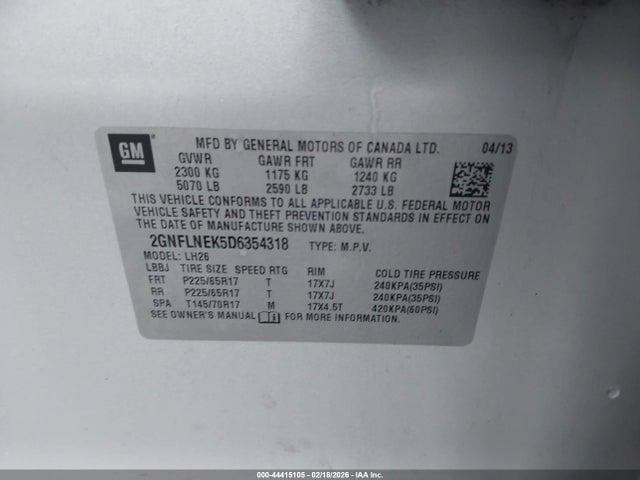 GM
MFD BY GENERAL MOTORS OF CANADA LTD. 04/13
GVWR GAWR FRT GAWR RR
2300 KG 1175 KG 1240 KG
5070 LB 2590 LB 2733 LB
THIS VEHICLE CONFORMS TO ALL APPLICABLE U.S. FEDERAL MOTOR
VEHICLE SAFETY AND THEFT PREVENTION STANDARDS IN EFFECT ON
THE DATE OF MANUFACTURE SHOWN ABOVE.
2GNFLNEK5D6354318 TYPE: M.P.V.
MODEL: LH26
LBBJ TIRE SIZE SPEED RTG RIM COLD TIRE PRESSURE
FRT P225/65R17 T 17X7J 240KPA(35PSI)
RR P225/65R17 T 17X7J 240KPA(35PSI)
SPA T145/70R17 M 17X4.5T 420KPA(60PSI)
SEE OWNER'S MANUAL FOR MORE INFORMATION.
000-44415105 - 02/18/2026 - IAA Inc.